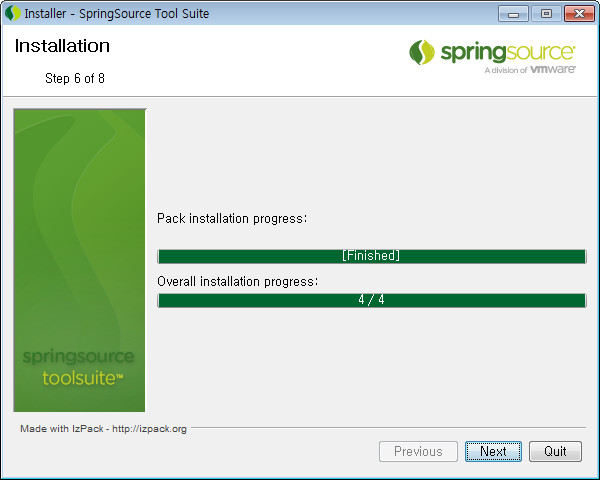 Installer - SpringSource Tool Suite
Installation
Step 6 of 8
springsource
A division of vmware
Pack installation progress:
[Finished]
Overall installation progress:
4 / 4
springsource
toolsuite™
Made with IzPack - http://izpack.org
Previous
Next
Quit